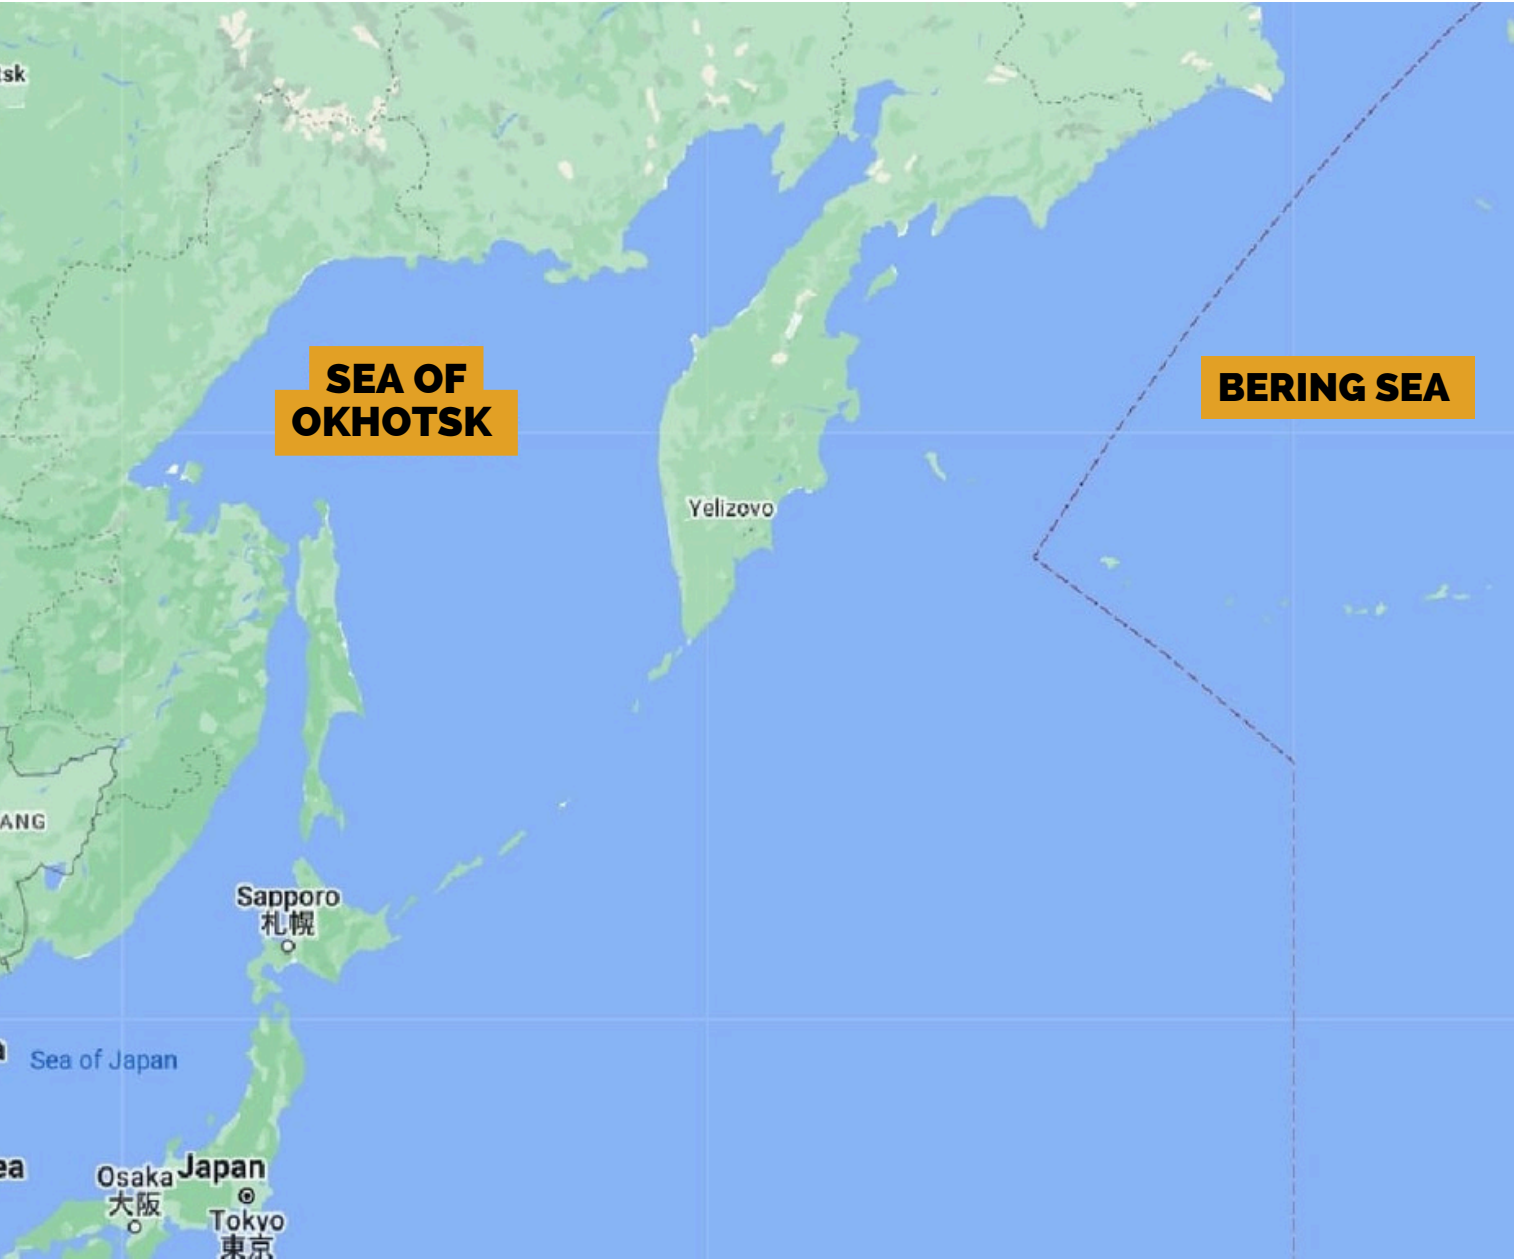 tsk
SEA OF
OKHOTSK
BERING SEA
Yelizovo
ANG
Sapporo
札幌
Sea of Japan
ea
Osaka
大阪
Japan
Tokyo
東京